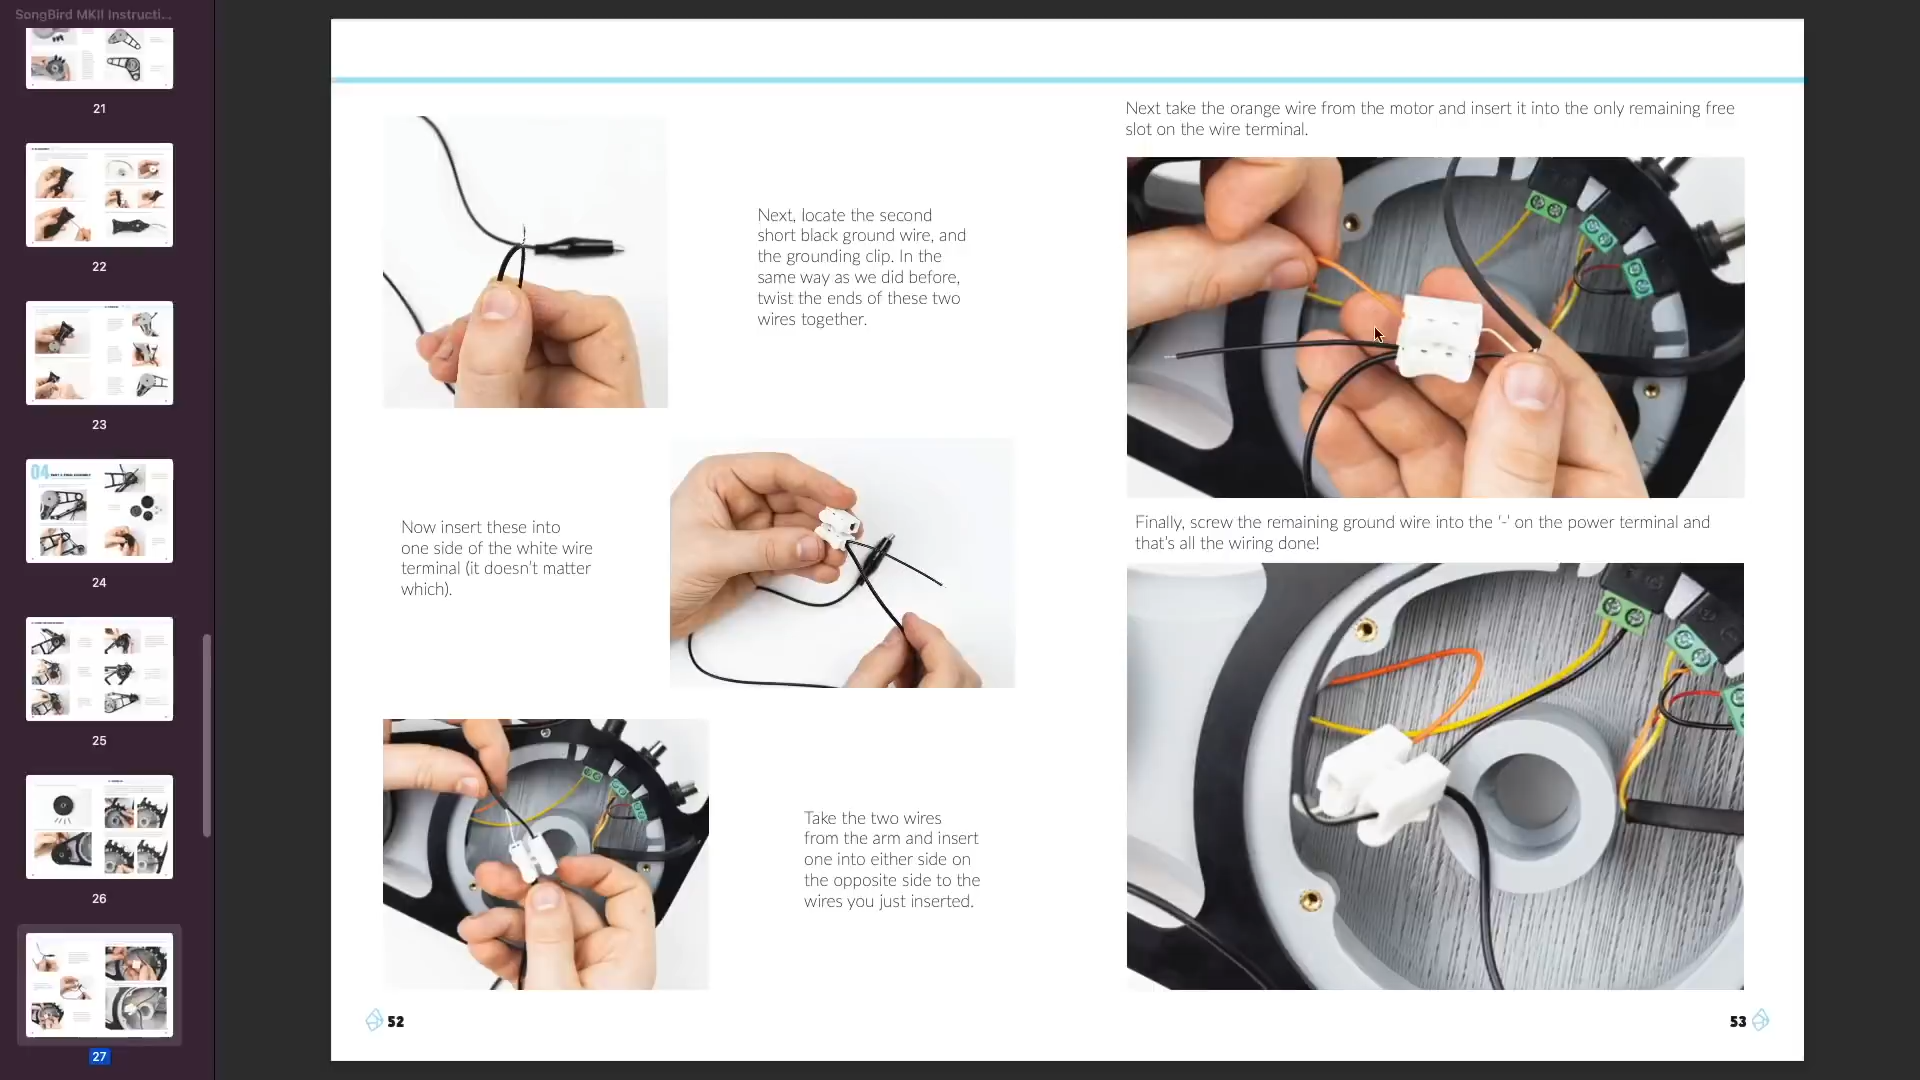 SongBird MKII Instructi...
21
22
23
24
25
26
27
Next, locate the second
short black ground wire, and
the grounding clip. In the
same way as we did before,
twist the ends of these two
wires together.
Now insert these into
one side of the white wire
terminal (it doesn't matter
which).
Take the two wires
from the arm and insert
one into either side on
the opposite side to the
wires you just inserted.
52
Next take the orange wire from the motor and insert it into the only remaining free
slot on the wire terminal.
Finally, screw the remaining ground wire into the '-' on the power terminal and
that's all the wiring done!
53
04